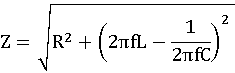 Z = √(R² + (2πfL − 1/(2πfC))²)